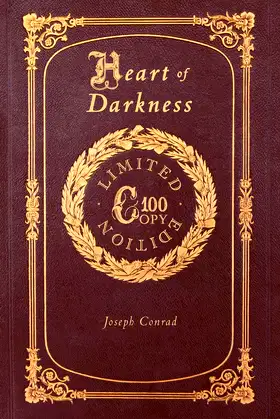 Heart of
Darkness
LIMITED
100
COPY
EDITION
Joseph Conrad